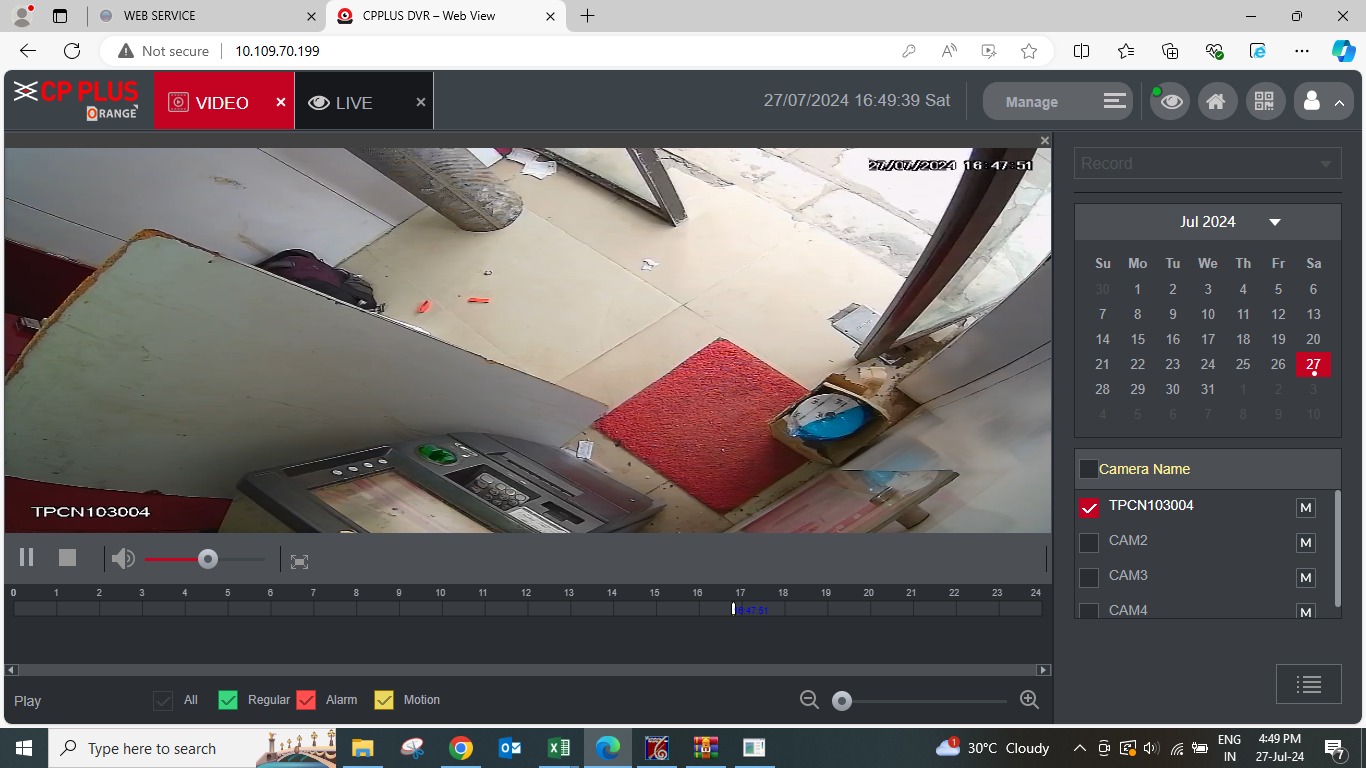 WEB SERVICE
CPPLUS DVR – Web View
Not secure
10.109.70.199
CP PLUS
ORANGE
VIDEO
LIVE
27/07/2024 16:49:39 Sat
Manage
27/07/2024 16:47:51
TPCN103004
Record
Jul 2024
Su Mo Tu We Th Fr Sa
30 1 2 3 4 5 6
7 8 9 10 11 12 13
14 15 16 17 18 19 20
21 22 23 24 25 26 27
28 29 30 31 1 2 3
4 5 6 7 8 9 10
Camera Name
TPCN103004 M
CAM2 M
CAM3 M
CAM4 M
0 1 2 3 4 5 6 7 8 9 10 11 12 13 14 15 16 17 18 19 20 21 22 23 24
16:47:51
Play
All
Regular
Alarm
Motion
Type here to search
1
30°C Cloudy
ENG
IN
4:49 PM
27-Jul-24
7